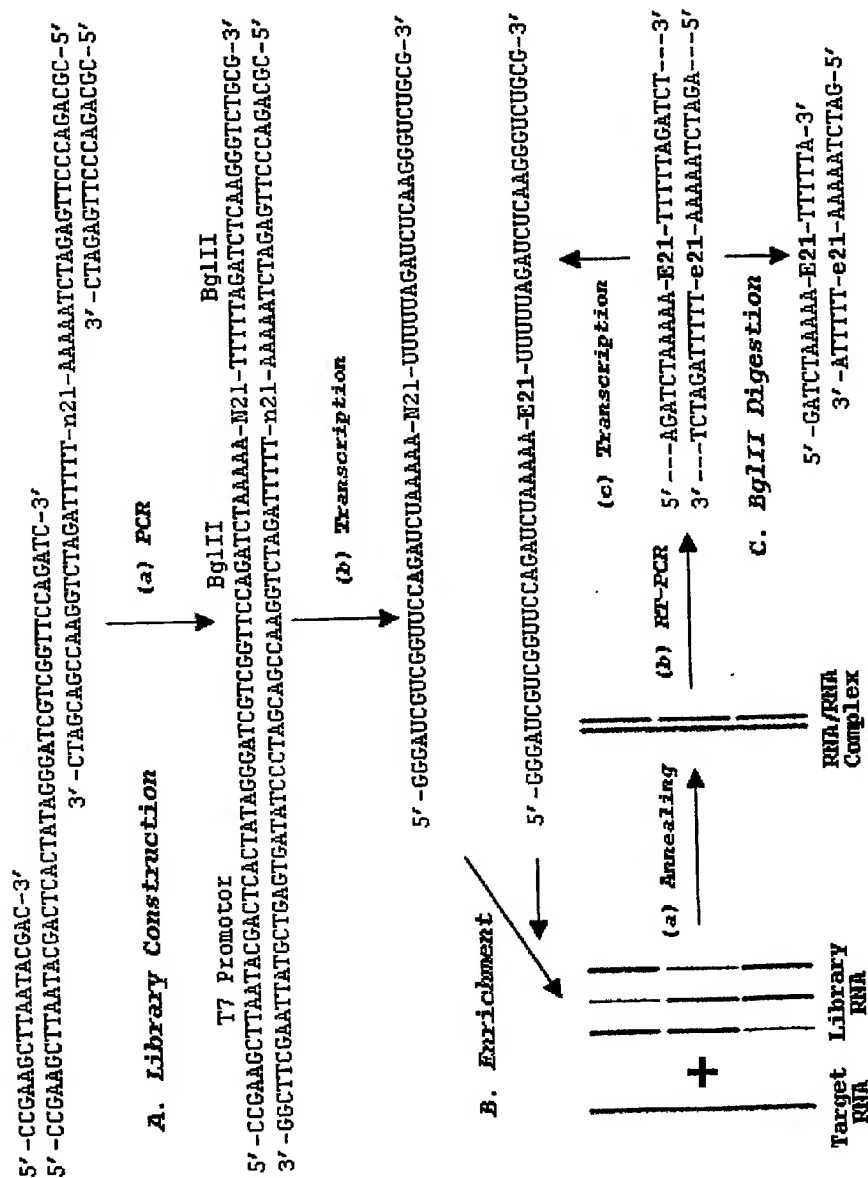 5′-CCGAAGCTTAATACGAC-3′
5′-CCGAAGCTTAATACGACTCACTATAGGGATCGTCGGTTCCAGATC-3′
3′-CTAGCAGCCAAGGTCTAGATTTTT-n21-AAAAATCTAGAGTTCCCAGACGC-5′
3′-CTAGAGTTCCCAGACGC-5′
A. Library Construction
(a) PCR
T7 Promotor
BglII
BglII
5′-CCGAAGCTTAATACGACTCACTATAGGGATCGTCGGTTCCAGATCTAAAAA-N21-TTTTTAGATCTCAAGGGTCTGCG-3′
3′-GGCTTCGAATTATGCTGAGTGATATCCCTAGCAGCCAAGGTCTAGATTTTT-n21-AAAAATCTAGAGTTCCCAGACGC-5′
(b) Transcription
5′-GGGAUCGUCGGUUCCAGAUCUAAAAA-N21-UUUUUAGAUCUCAAGGGUCUGCG-3′
B. Enrichment
5′-GGGAUCGUCGGUUCCAGAUCUAAAAA-E21-UUUUUAGAUCUCAAGGGUCUGCG-3′
(c) Transcription
(a) Annealing
(b) RT-PCR
5′---AGATCTAAAAA-E21-TTTTTAGATCT---3′
3′---TCTAGATTTTT-e21-AAAAATCTAGA---5′
+
Target RNA
Library RNA
RNA/RNA Complex
C. BglII Digestion
5′-GATCTAAAAA-E21-TTTTTA-3′
3′-ATTTTT-e21-AAAAATCTAG-5′